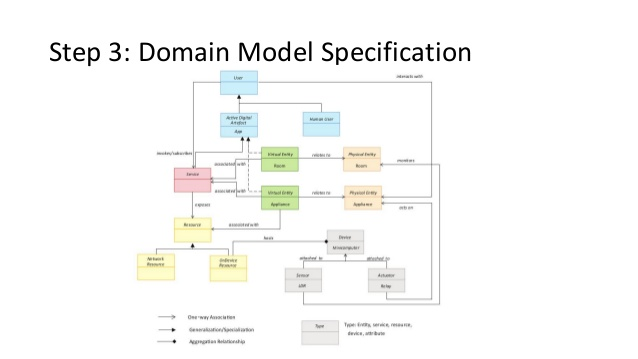 Step 3: Domain Model Specification
User
interacts with
Active Digital
Artefact
App
Human User
invokes/subscribes
Virtual Entity
Room
relates to
Physical Entity
Room
monitors
associated with
Service
associated with
Virtual Entity
Appliance
relates to
Physical Entity
Appliance
exposes
acts on
Resource
associated with
hosts
Device
Minicomputer
Network
Resource
OnDevice
Resource
attached to
attached to
Sensor
LDR
Actuator
Relay
One-way Association
Generalization/Specialization
Aggregation Relationship
Type
Type: Entity, service, resource,
device, attribute